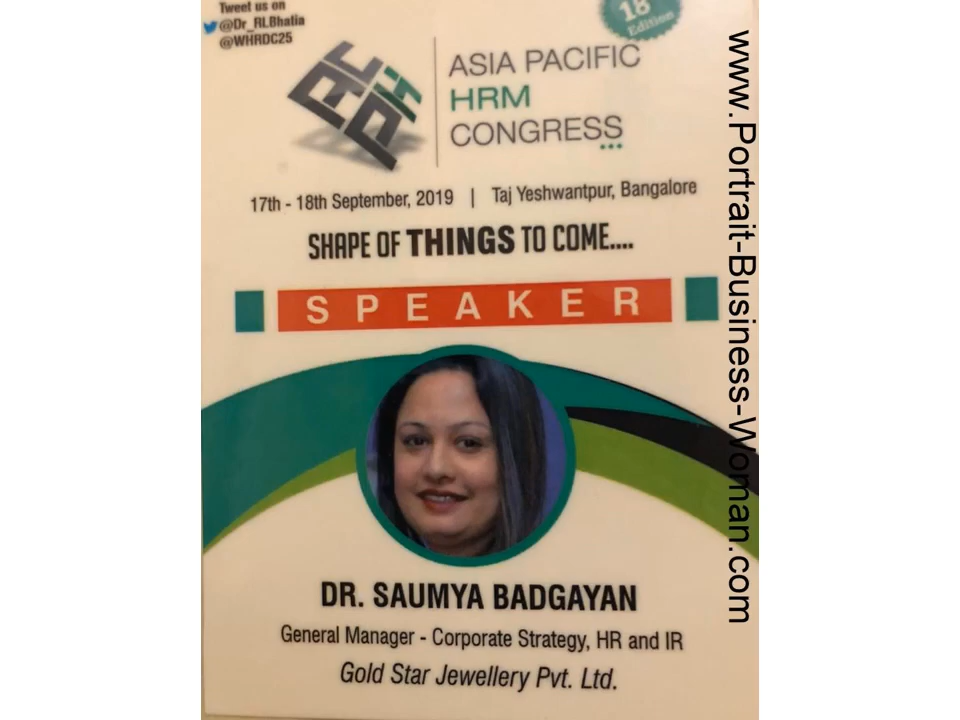 Tweet us on
@Dr_RLBhatia
@WHRDC25
18th
Edition
ASIA PACIFIC
HRM
CONGRESS
17th - 18th September, 2019 | Taj Yeshwantpur, Bangalore
SHAPE OF THINGS TO COME....
SPEAKER
DR. SAUMYA BADGAYAN
General Manager - Corporate Strategy, HR and IR
Gold Star Jewellery Pvt. Ltd.
www.Portrait-Business-Woman.com